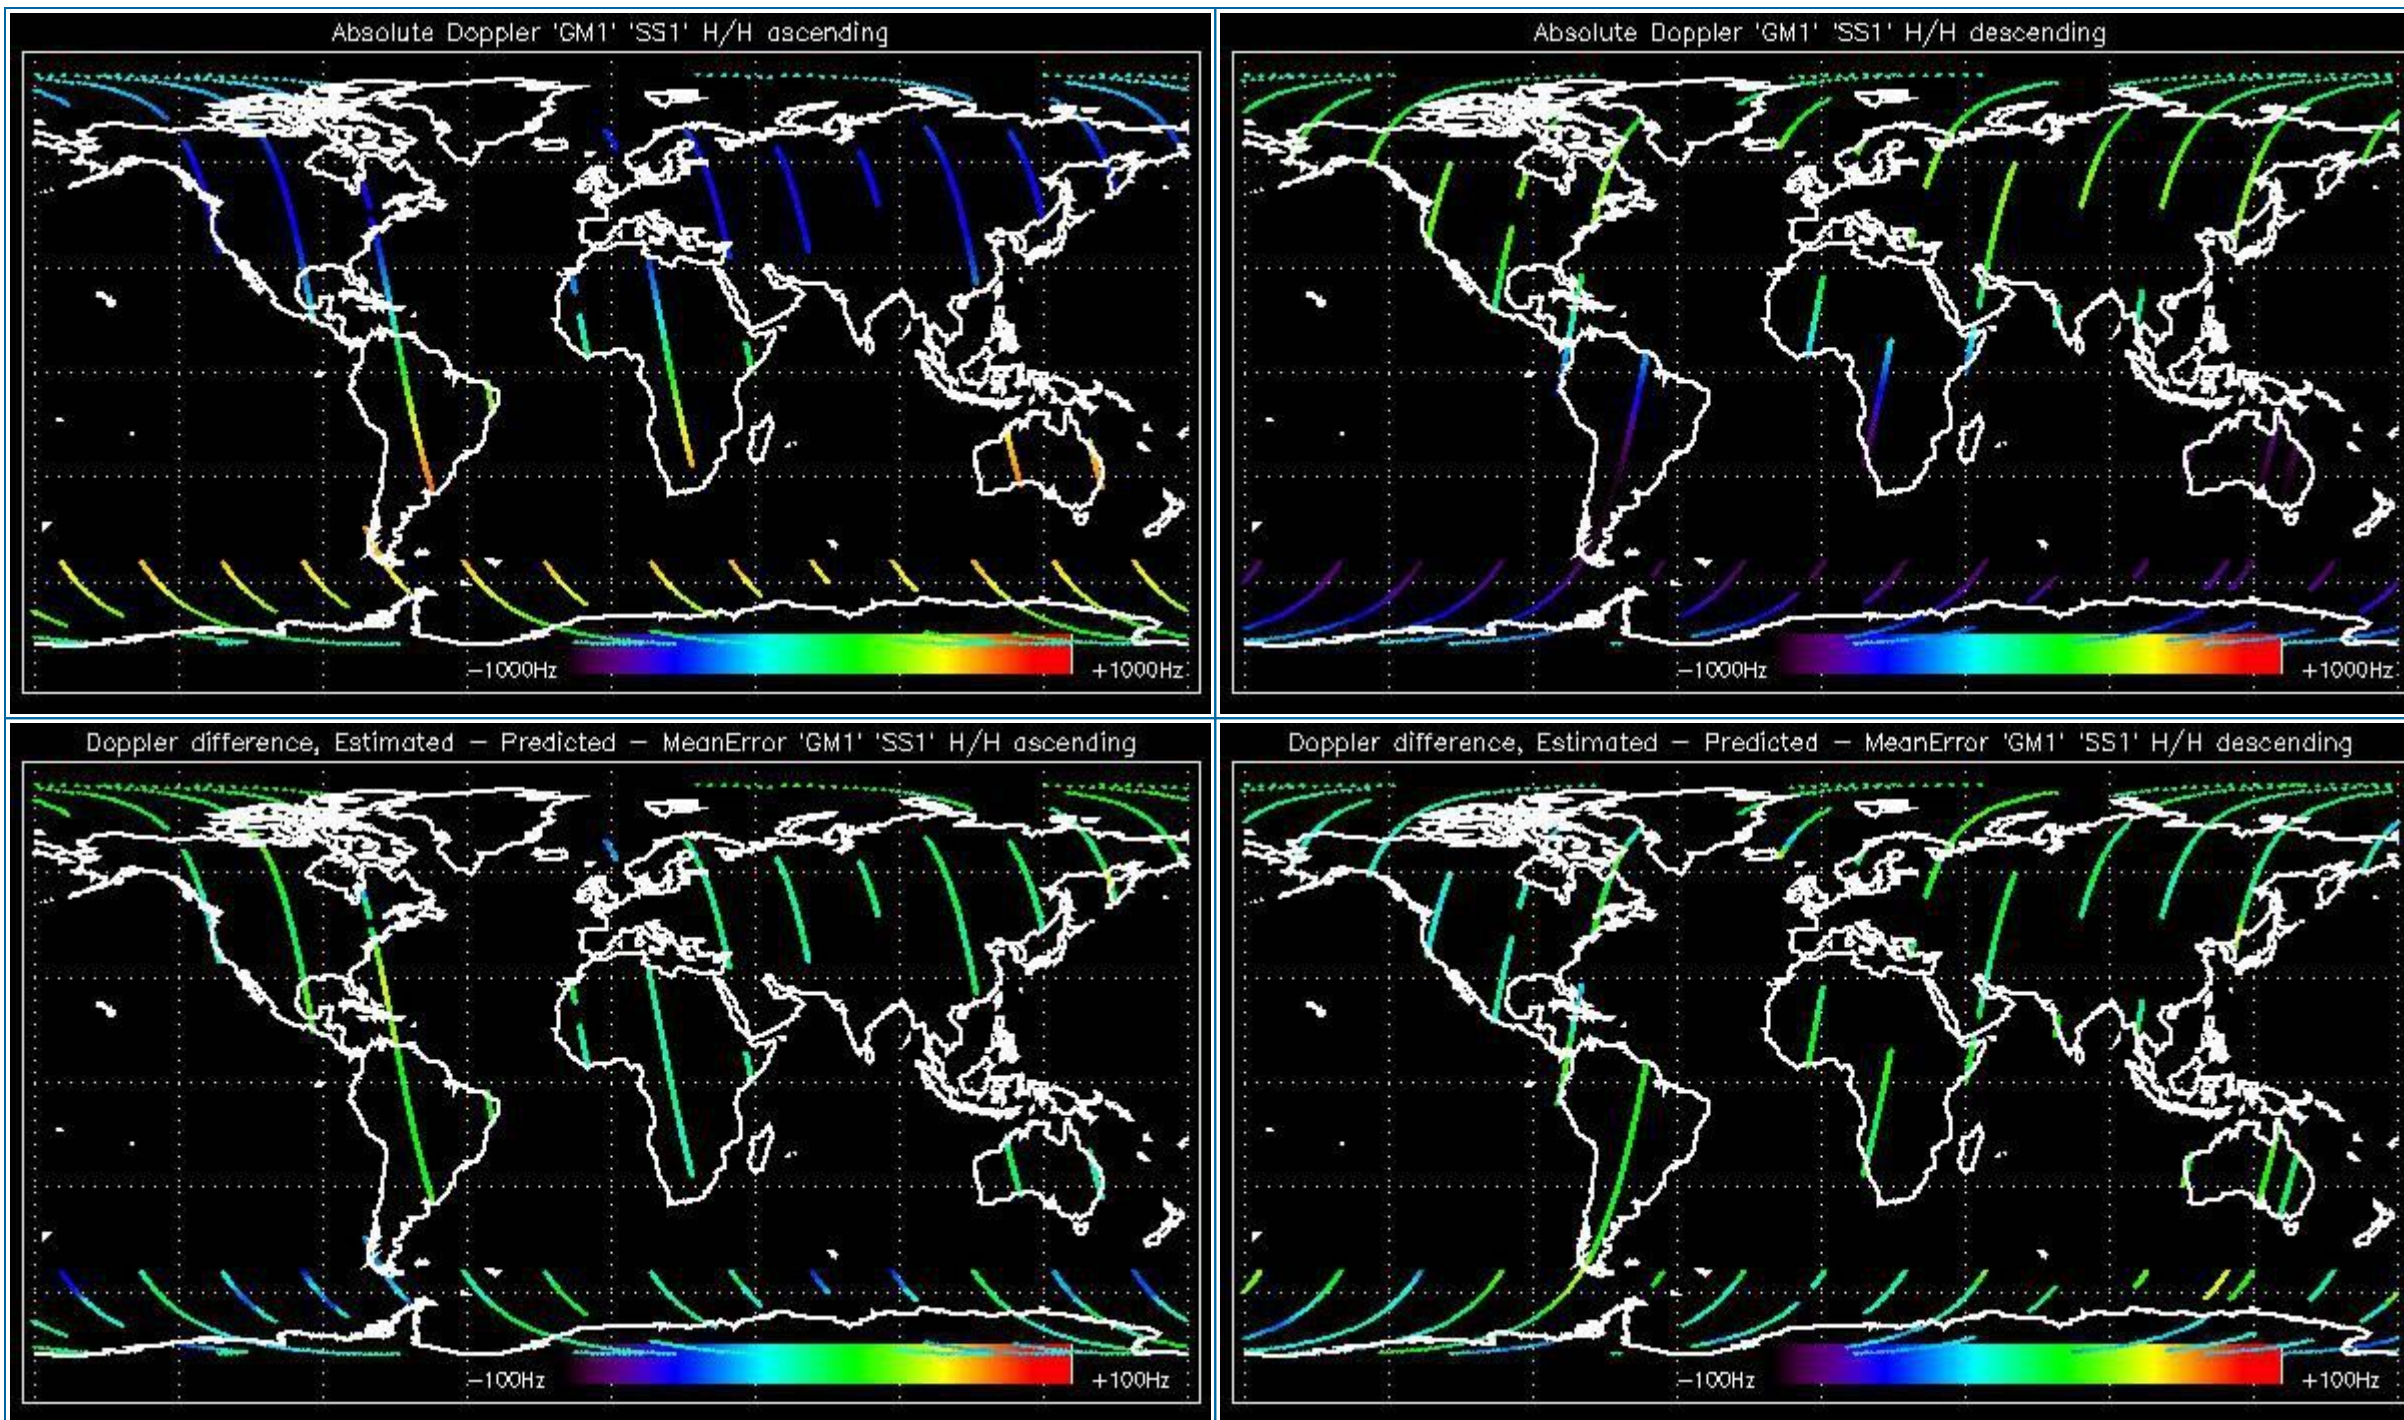 Absolute Doppler 'GM1' 'SS1' H/H ascending
-1000Hz
+1000Hz
Absolute Doppler 'GM1' 'SS1' H/H descending
-1000Hz
+1000Hz
Doppler difference, Estimated - Predicted - MeanError 'GM1' 'SS1' H/H ascending
-100Hz
+100Hz
Doppler difference, Estimated - Predicted - MeanError 'GM1' 'SS1' H/H descending
-100Hz
+100Hz